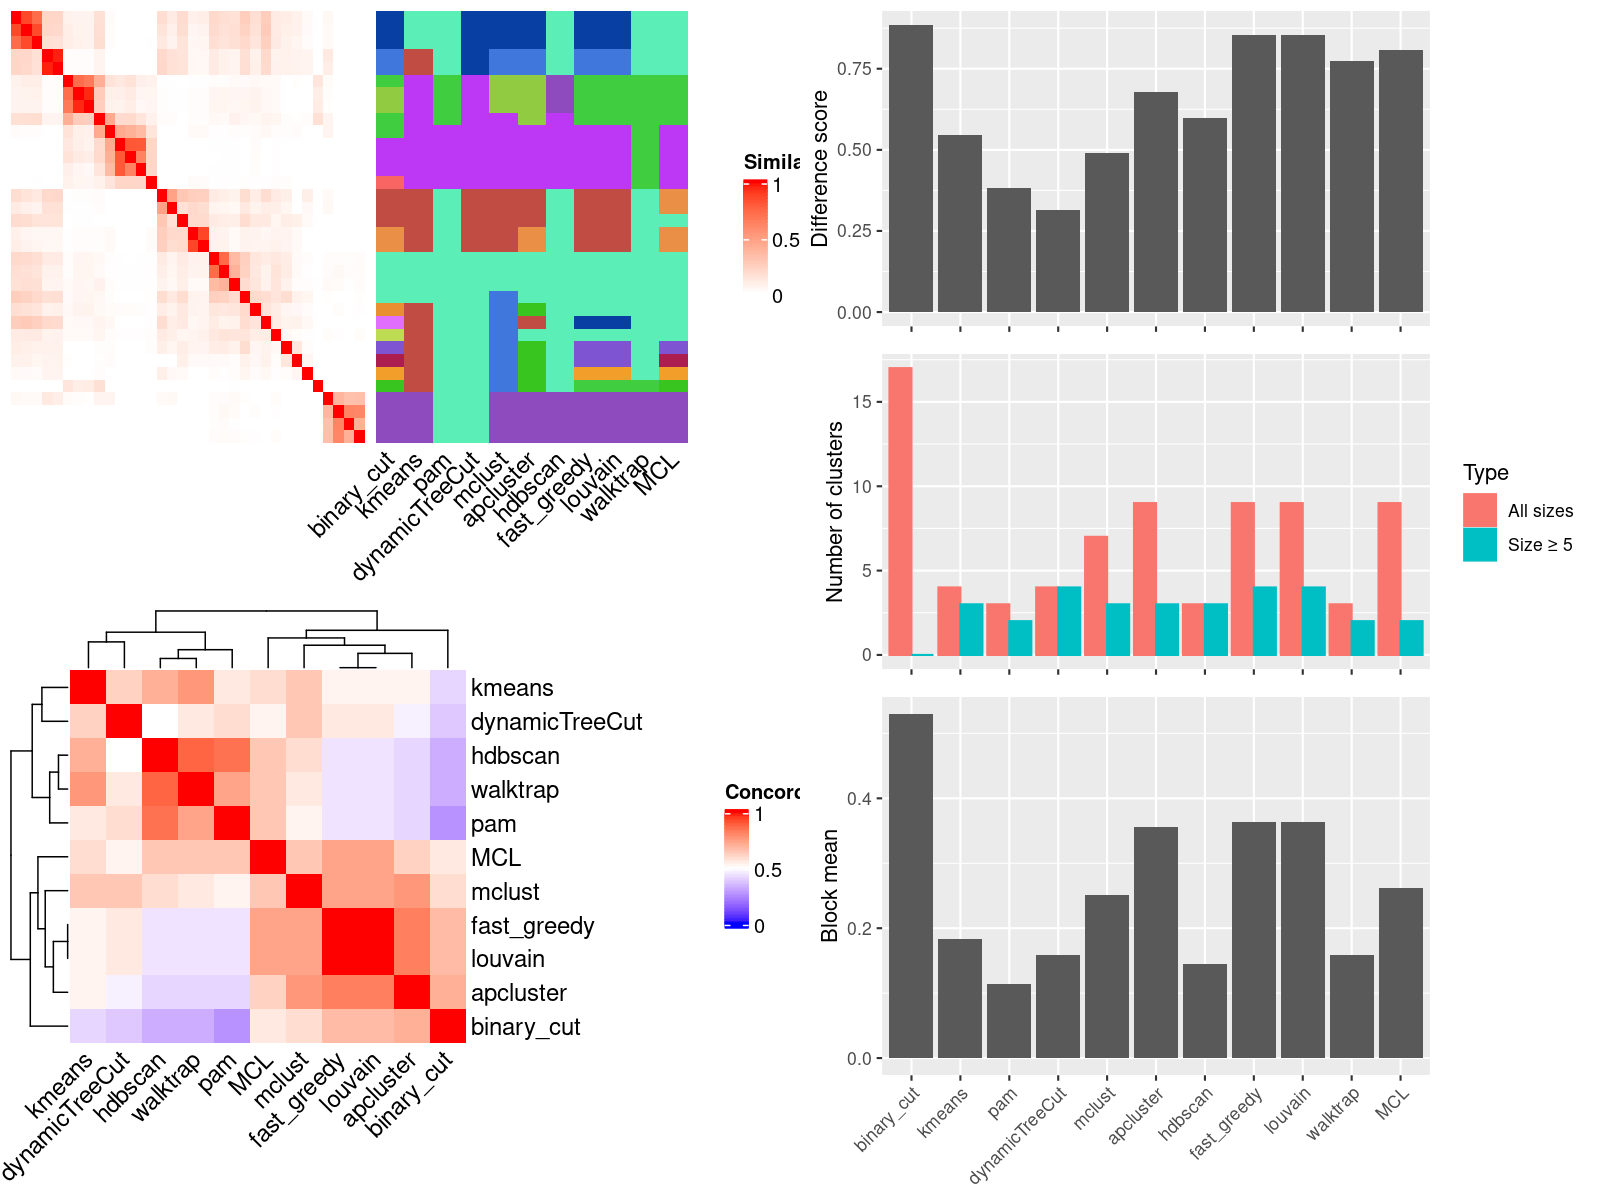 Simila
1
0.5
0
binary_cut
kmeans
pam
dynamicTreeCut
mclust
apcluster
hdbscan
fast_greedy
louvain
walktrap
MCL
kmeans
dynamicTreeCut
hdbscan
walktrap
pam
MCL
mclust
fast_greedy
louvain
apcluster
binary_cut
kmeans
dynamicTreeCut
hdbscan
walktrap
pam
MCL
mclust
fast_greedy
louvain
apcluster
binary_cut
Concord
1
0.5
0
Difference score
0.75
0.50
0.25
0.00
Number of clusters
15
10
5
0
Type
All sizes
Size ≥ 5
Block mean
0.4
0.2
0.0
binary_cut
kmeans
pam
dynamicTreeCut
mclust
apcluster
hdbscan
fast_greedy
louvain
walktrap
MCL